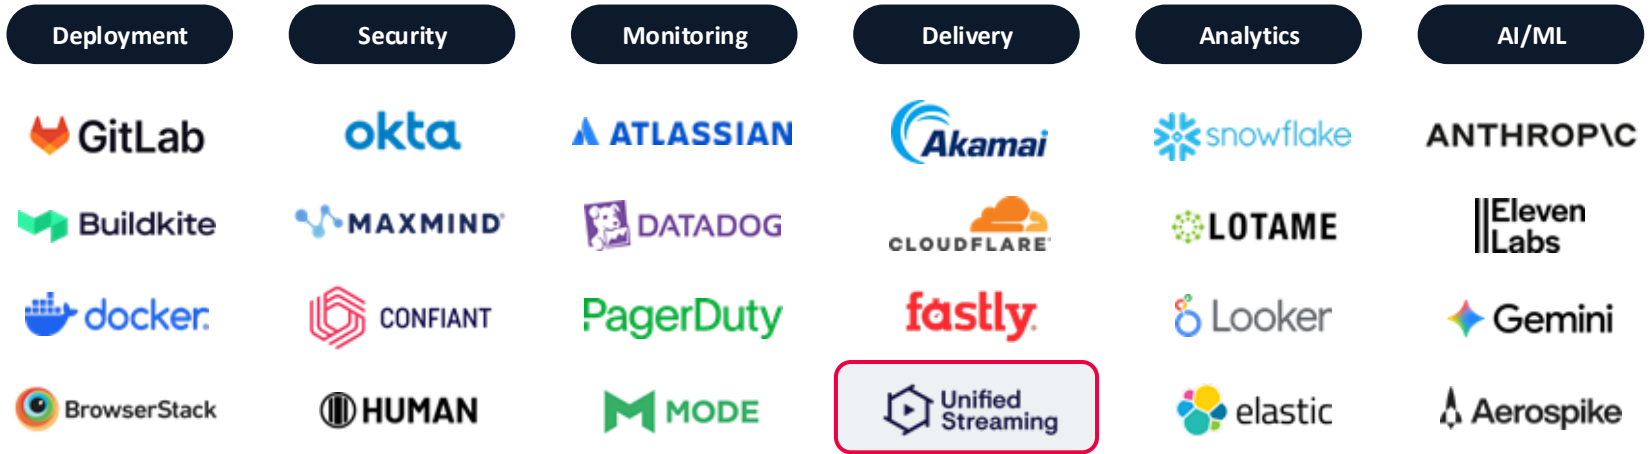 Deployment
Security
Monitoring
Delivery
Analytics
AI/ML
GitLab
okta
ATLASSIAN
Akamai
snowflake
ANTHROP\C
Buildkite
MAXMIND
DATADOG
CLOUDFLARE
LOTAME
Eleven
Labs
docker
CONFIANT
PagerDuty
fastly
Looker
Gemini
BrowserStack
HUMAN
MODE
Unified
Streaming
elastic
Aerospike